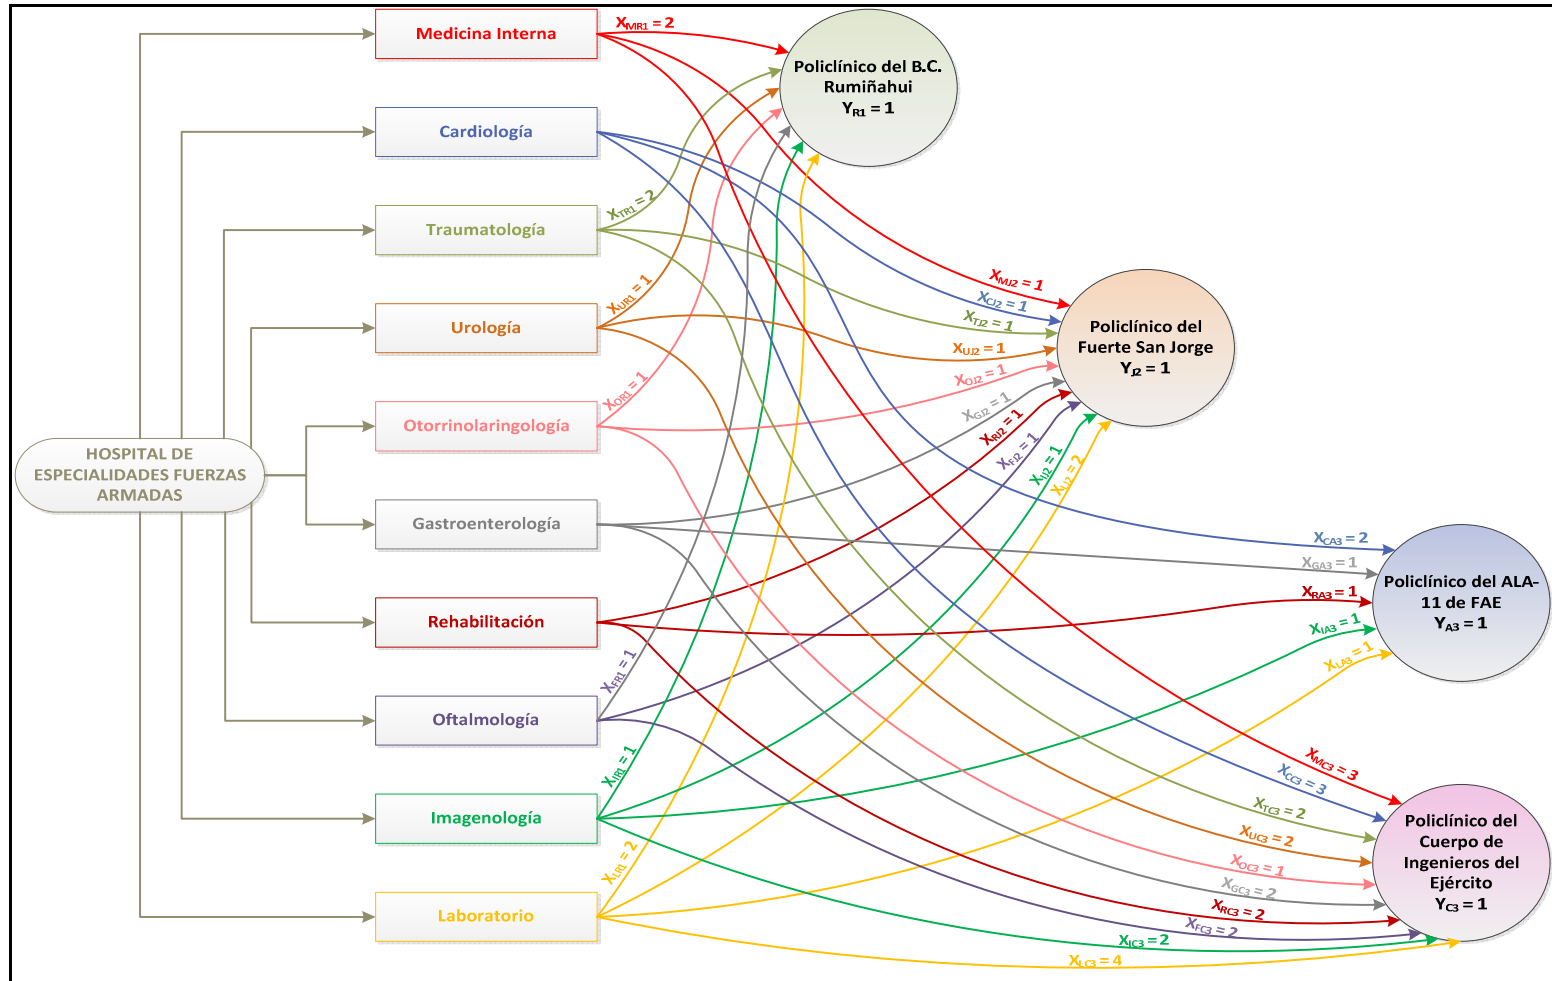 HOSPITAL DE
ESPECIALIDADES FUERZAS
ARMADAS
Medicina Interna
Cardiología
Traumatología
Urología
Otorrinolaringología
Gastroenterología
Rehabilitación
Oftalmología
Imagenología
Laboratorio
XMR1 = 2
XTR1 = 2
XUR1 = 1
XOR1 = 1
XFR1 = 1
XIR1 = 1
XLR1 = 2
Policlínico del B.C.
Rumiñahui
YR1 = 1
XMJ2 = 1
XCJ2 = 1
XTJ2 = 1
XUJ2 = 1
XOJ2 = 1
XGJ2 = 1
XRJ2 = 1
XFJ2 = 1
XIJ2 = 1
XLJ2 = 2
Policlínico del
Fuerte San Jorge
YJ2 = 1
XCA3 = 2
XGA3 = 1
XRA3 = 1
XIA3 = 1
XLA3 = 1
Policlínico del ALA-
11 de FAE
YA3 = 1
XMC3 = 3
XCC3 = 3
XTC3 = 2
XUC3 = 2
XOC3 = 1
XGC3 = 2
XRC3 = 2
XFC3 = 2
XIC3 = 2
XLC3 = 4
Policlínico del
Cuerpo de
Ingenieros del
Ejército
YC3 = 1